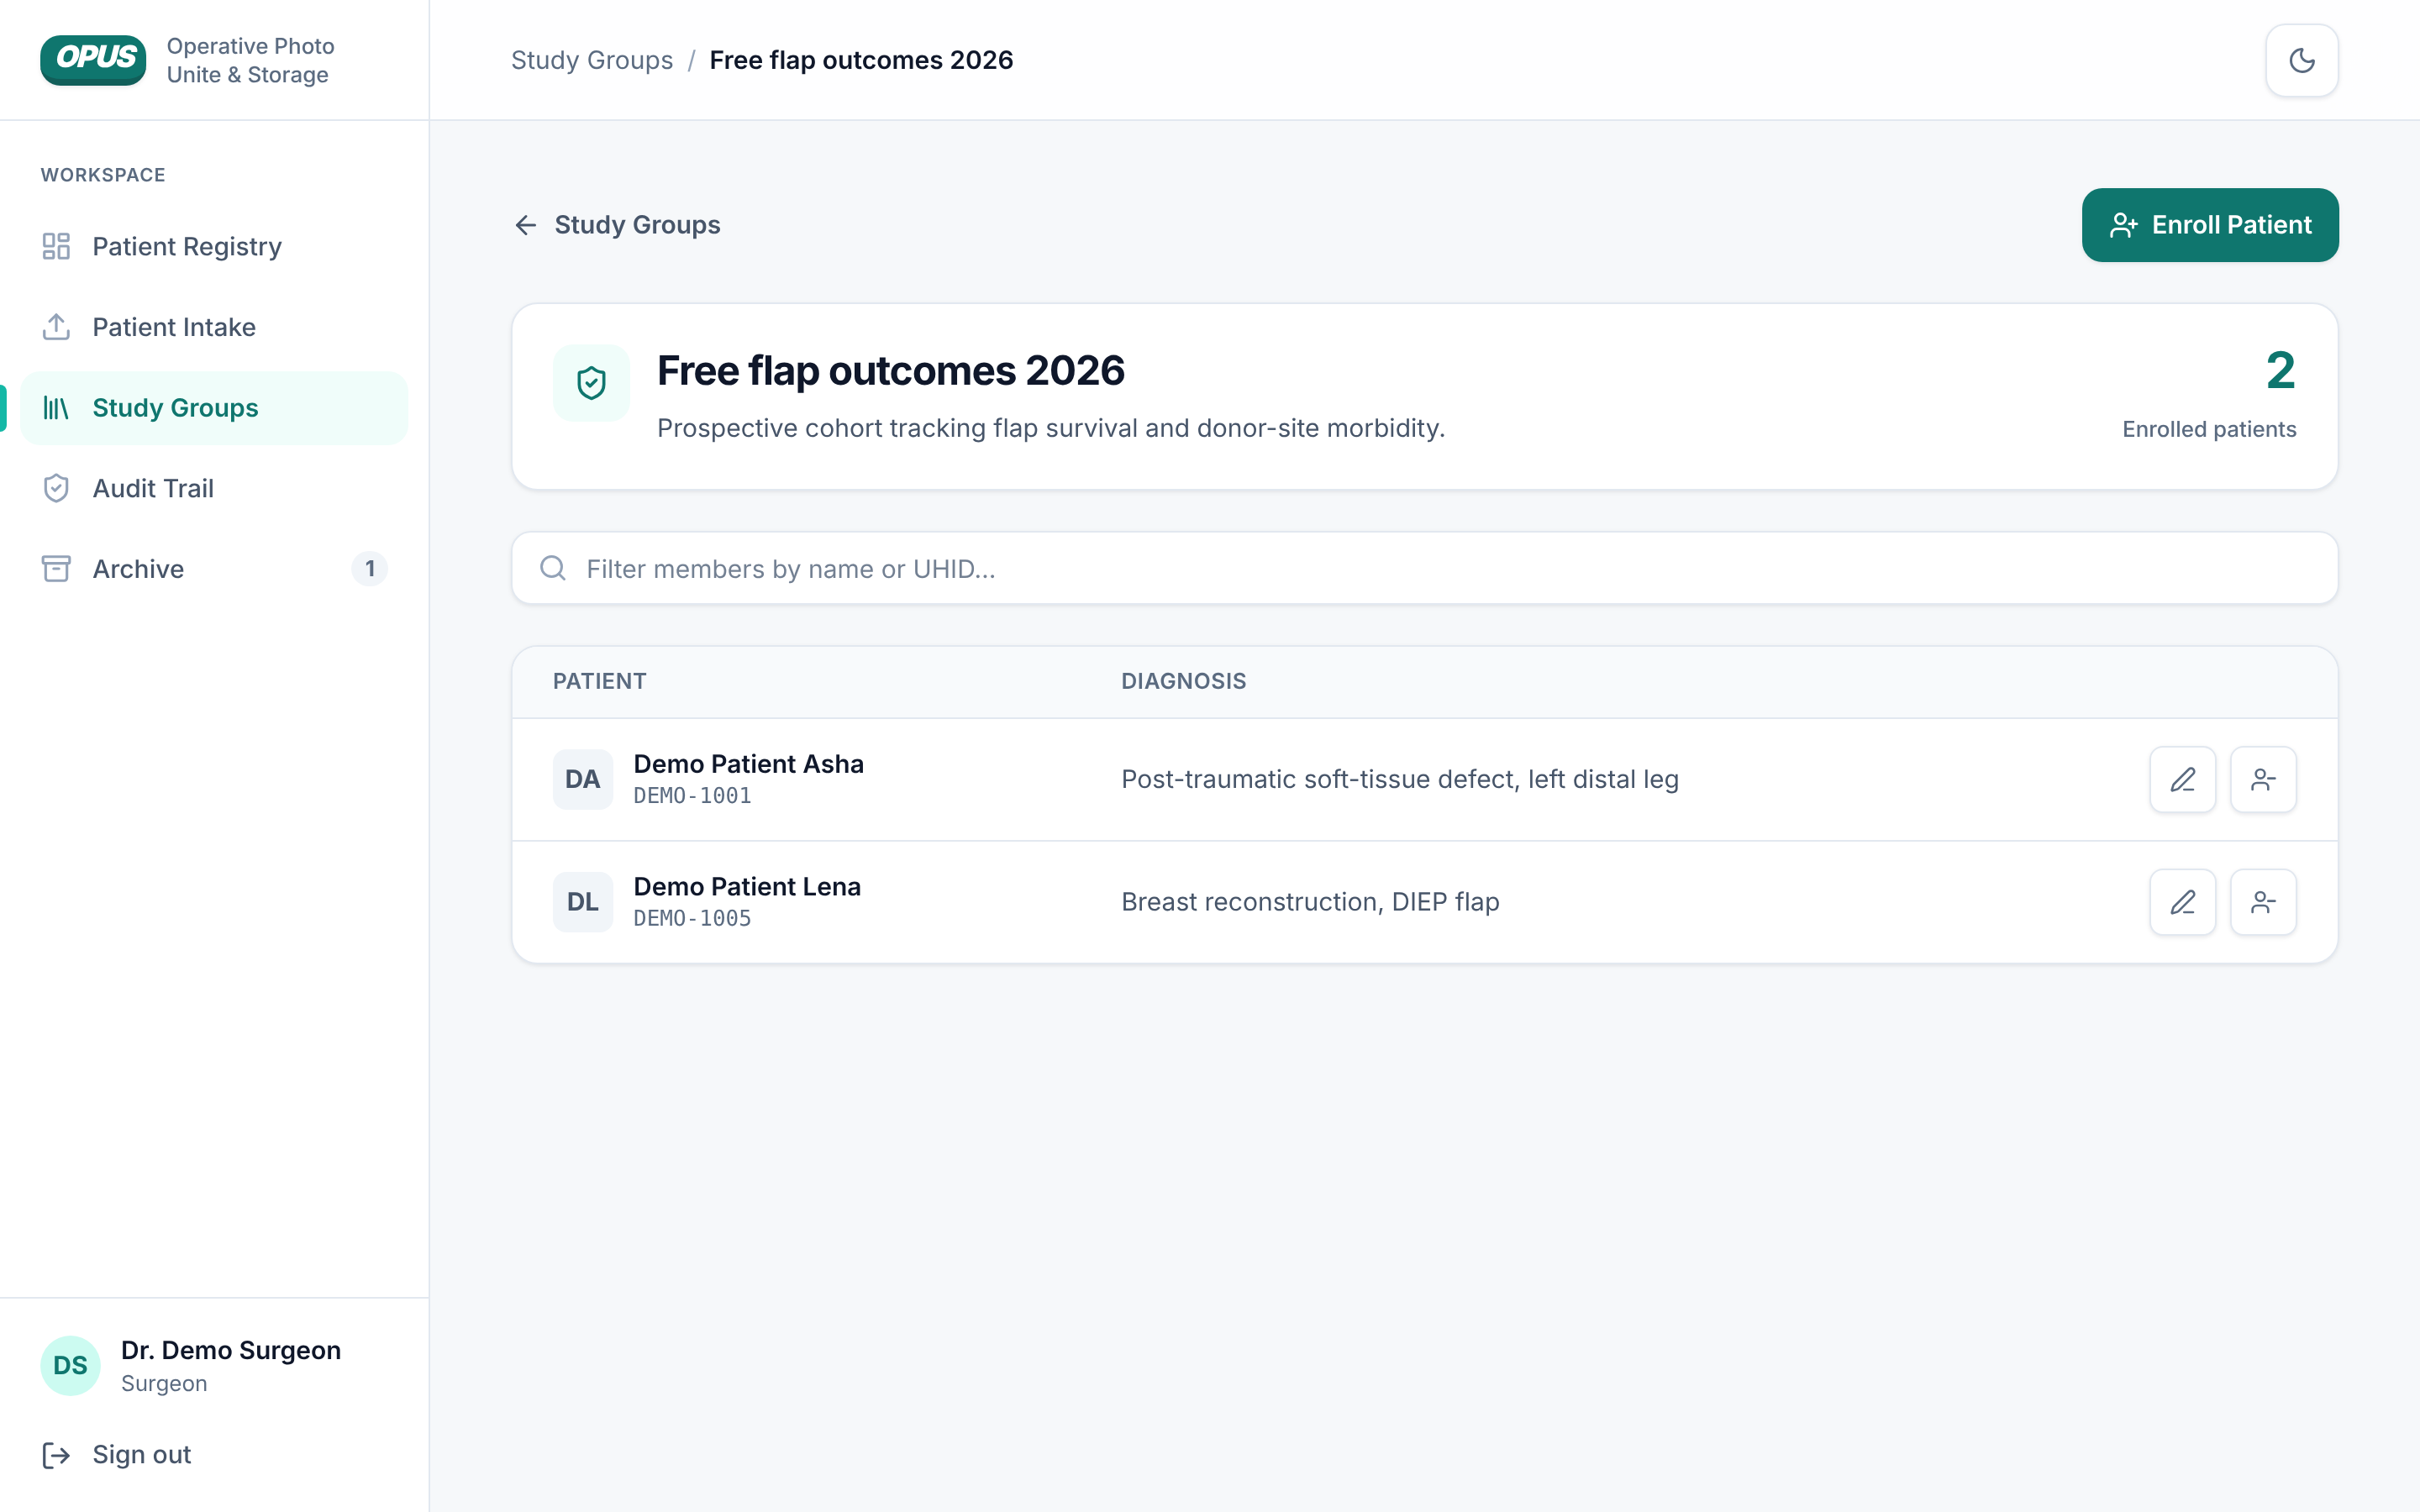 OPUS
Operative Photo
Unite & Storage
Study Groups / Free flap outcomes 2026
WORKSPACE
Patient Registry
Patient Intake
Study Groups
Audit Trail
Archive 1
Study Groups
Enroll Patient
Free flap outcomes 2026
Prospective cohort tracking flap survival and donor-site morbidity.
2
Enrolled patients
Filter members by name or UHID...
PATIENT DIAGNOSIS
DA Demo Patient Asha
DEMO-1001
Post-traumatic soft-tissue defect, left distal leg
DL Demo Patient Lena
DEMO-1005
Breast reconstruction, DIEP flap
DS Dr. Demo Surgeon
Surgeon
Sign out